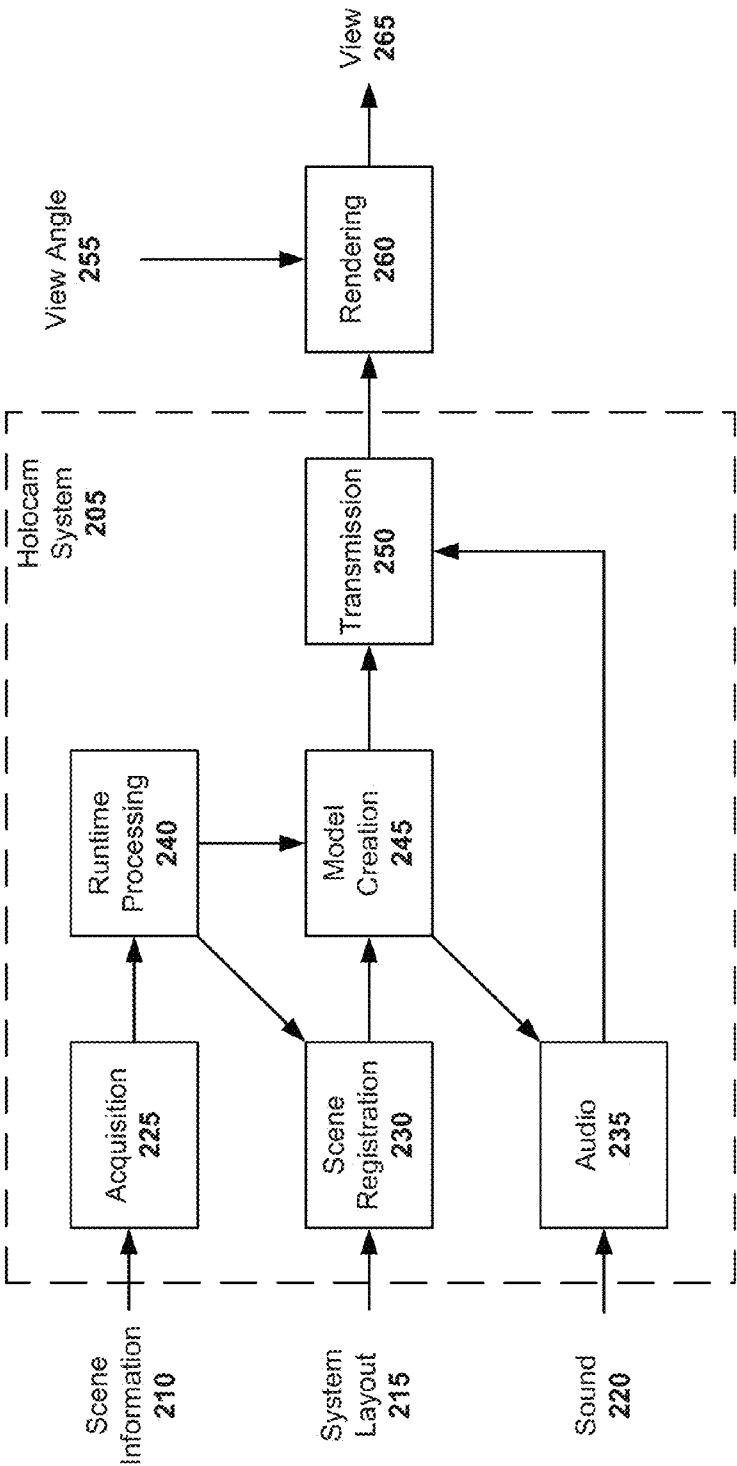 Holocam
System
205
Scene
Information
210
Acquisition
225
Runtime
Processing
240
System
Layout
215
Scene
Registration
230
Model
Creation
245
Transmission
250
View Angle
255
Rendering
260
View
265
Sound
220
Audio
235